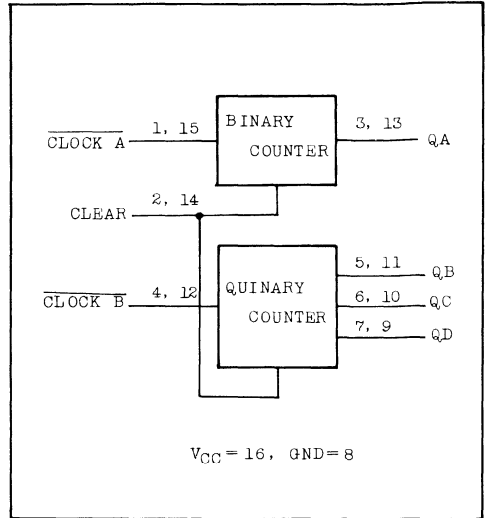 1, 15
BINARY
COUNTER
3, 13
CLOCK A
QA
2, 14
CLEAR
CLOCK B
4, 12
QUINARY
COUNTER
5, 11
QB
6, 10
QC
7, 9
QD
VCC = 16, GND = 8